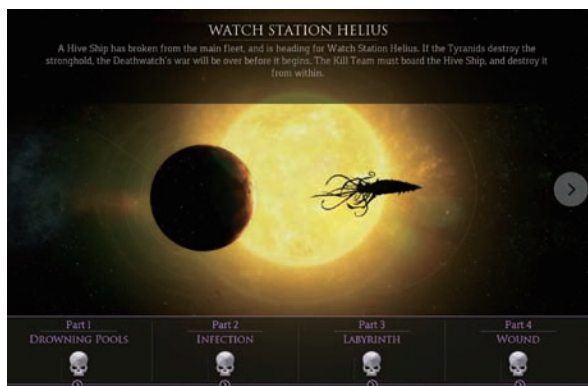 WATCH STATION HELIUS
A Hive Ship has broken from the main fleet, and is heading for Watch Station Helius. If the Tyranids destroy the
stronghold, the Deathwatch's war will be over before it begins. The Kill Team must board the Hive Ship, and destroy it
from within.
Part 1
DROWNING POOLS
Part 2
INFECTION
Part 3
LABYRINTH
Part 4
WOUND